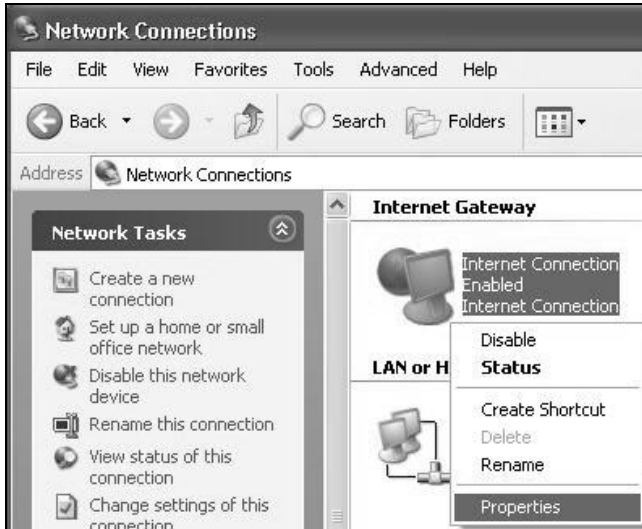 Network Connections
File Edit View Favorites Tools Advanced Help
Back Search Folders
Address Network Connections
Network Tasks
Create a new
connection
Set up a home or small
office network
Disable this network
device
Rename this connection
View status of this
connection
Change settings of this
connection
Internet Gateway
Internet Connection
Enabled
Internet Connection
LAN or H
Disable
Status
Create Shortcut
Delete
Rename
Properties